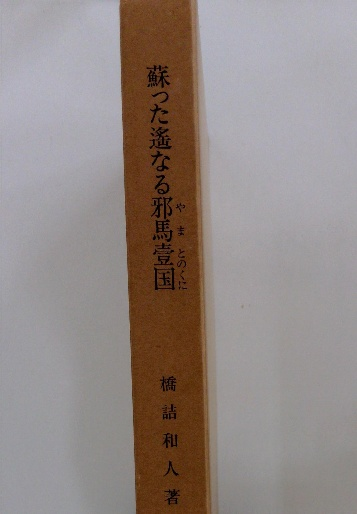 蘇った遙なる邪馬壹国
やまとのくに
橋詰和人著